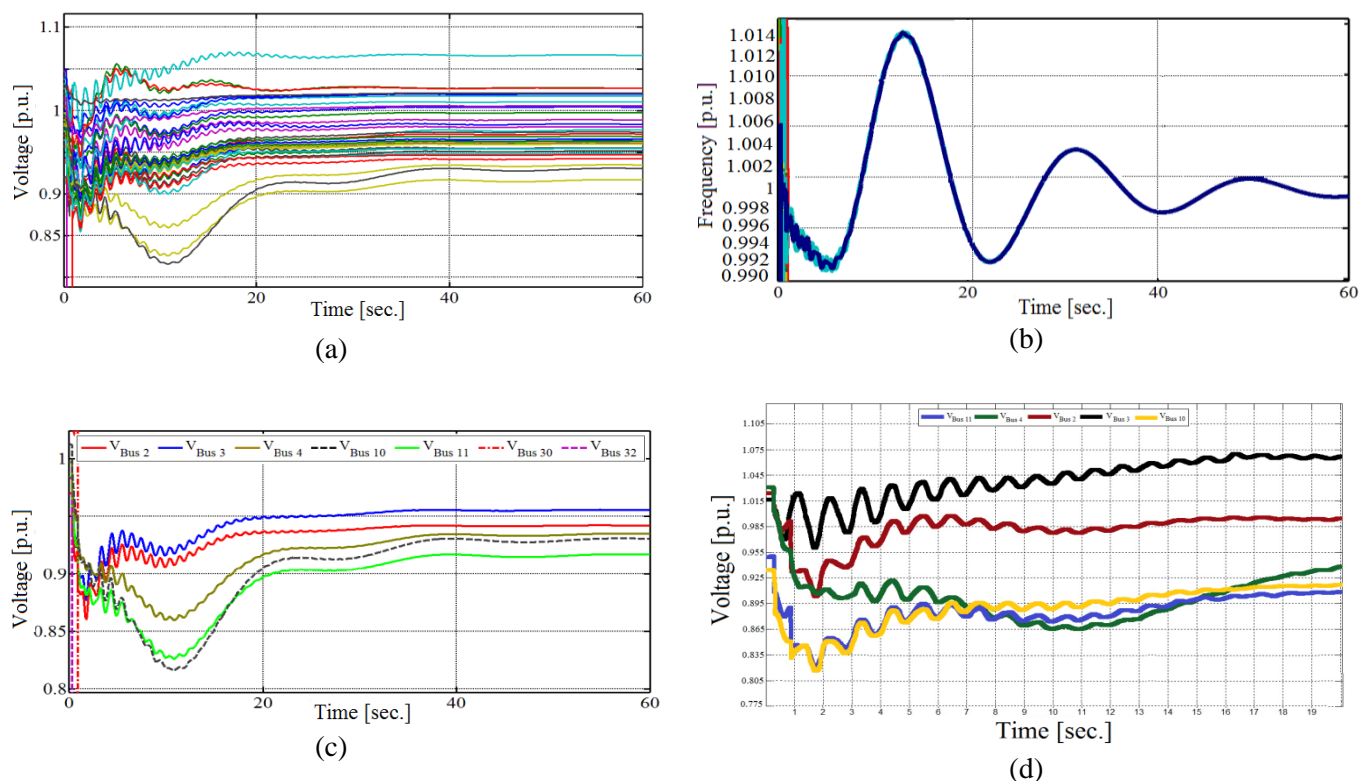 1.1
1
0.9
0.85
0
20
40
60
Voltage [p.u.]
Time [sec.]
(a)
1.014
1.010
1.008
1.006
1.004
1.002
1
0.998
0.996
0.994
0.992
0.990
0
20
40
60
Frequency [p.u.]
Time [sec.]
(b)
V Bus 2 V Bus 3 V Bus 4 V Bus 10 V Bus 11 V Bus 30 V Bus 32
1
0.9
0.85
0.8
0
20
40
60
Voltage [p.u.]
Time [sec.]
(c)
V Bus 11 V Bus 4 V Bus 2 V Bus 3 V Bus 10
1.105
1.075
1.045
1.015
0.985
0.955
0.925
0.895
0.865
0.835
0.805
0.775
1 2 3 4 5 6 7 8 9 10 11 12 13 14 15 16 17 18 19
Voltage [p.u.]
Time [sec.]
(d)